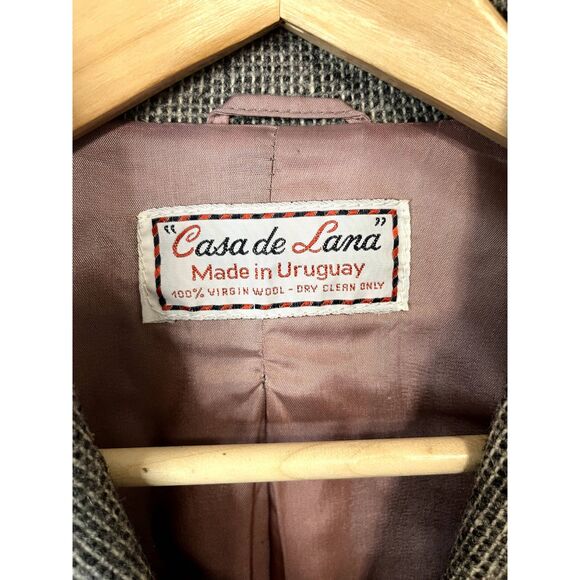 "Casa de Lana"
Made in Uruguay
100% VIRGIN WOOL - DRY CLEAN ONLY